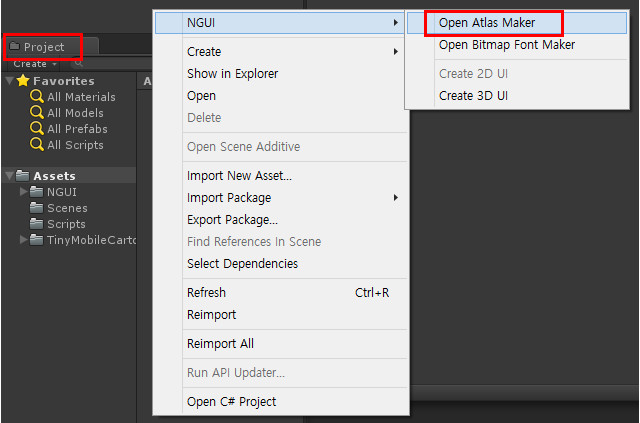 Project
Create
Favorites
All Materials
All Models
All Prefabs
All Scripts
A
Assets
NGUI
Scenes
Scripts
TinyMobileCarto
NGUI
Create
Show in Explorer
Open
Delete
Open Scene Additive
Import New Asset...
Import Package
Export Package...
Find References In Scene
Select Dependencies
Refresh Ctrl+R
Reimport
Reimport All
Run API Updater...
Open C# Project
Open Atlas Maker
Open Bitmap Font Maker
Create 2D UI
Create 3D UI